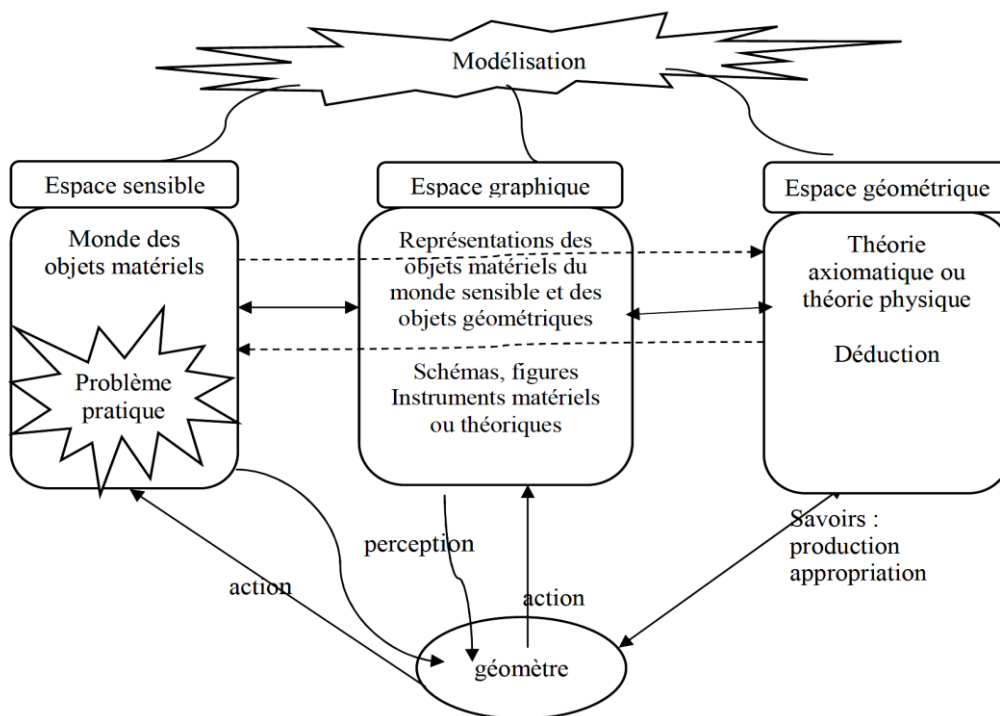 Modélisation
Espace sensible
Espace graphique
Espace géométrique
Monde des
objets matériels
Problème
pratique
Représentations des
objets matériels du
monde sensible et des
objets géométriques
Schémas, figures
Instruments matériels
ou théoriques
Théorie
axiomatique ou
théorie physique
Déduction
perception
action
action
Savoirs :
production
appropriation
géomètre